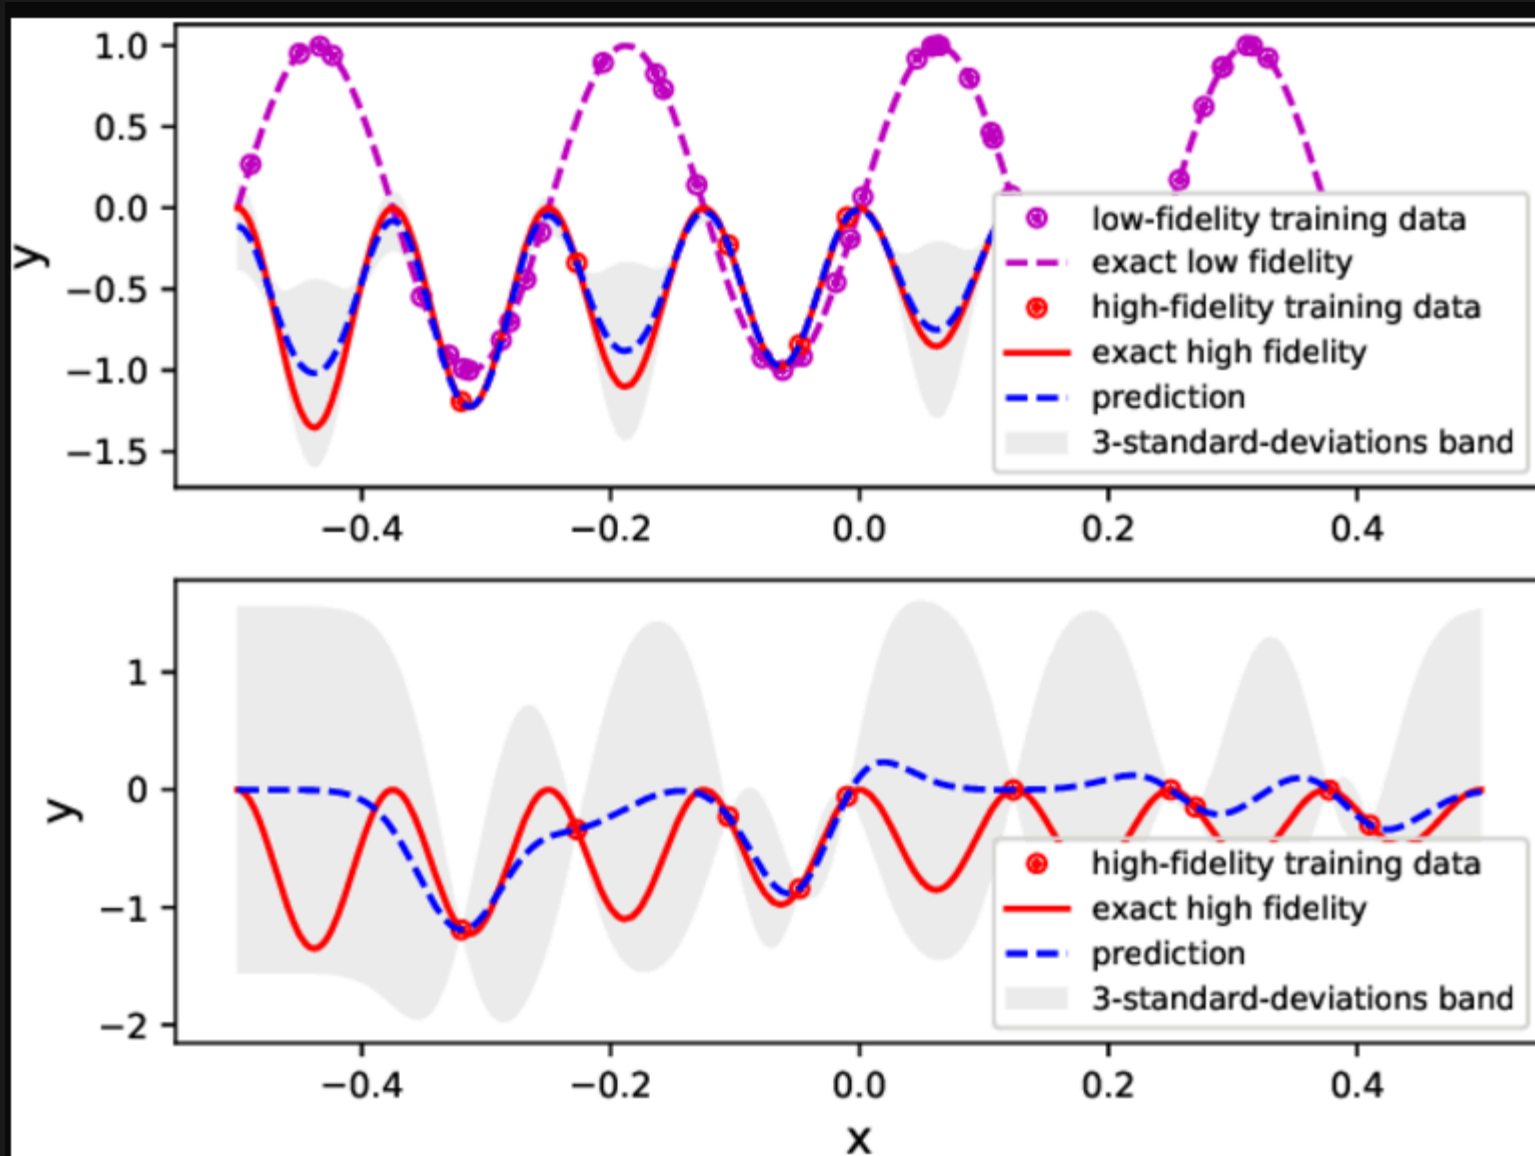 1.0
0.5
0.0
−0.5
−1.0
−1.5
y
low-fidelity training data
exact low fidelity
high-fidelity training data
exact high fidelity
prediction
3-standard-deviations band
−0.4 −0.2 0.0 0.2 0.4
1
0
−1
−2
y
high-fidelity training data
exact high fidelity
prediction
3-standard-deviations band
−0.4 −0.2 0.0 0.2 0.4
x